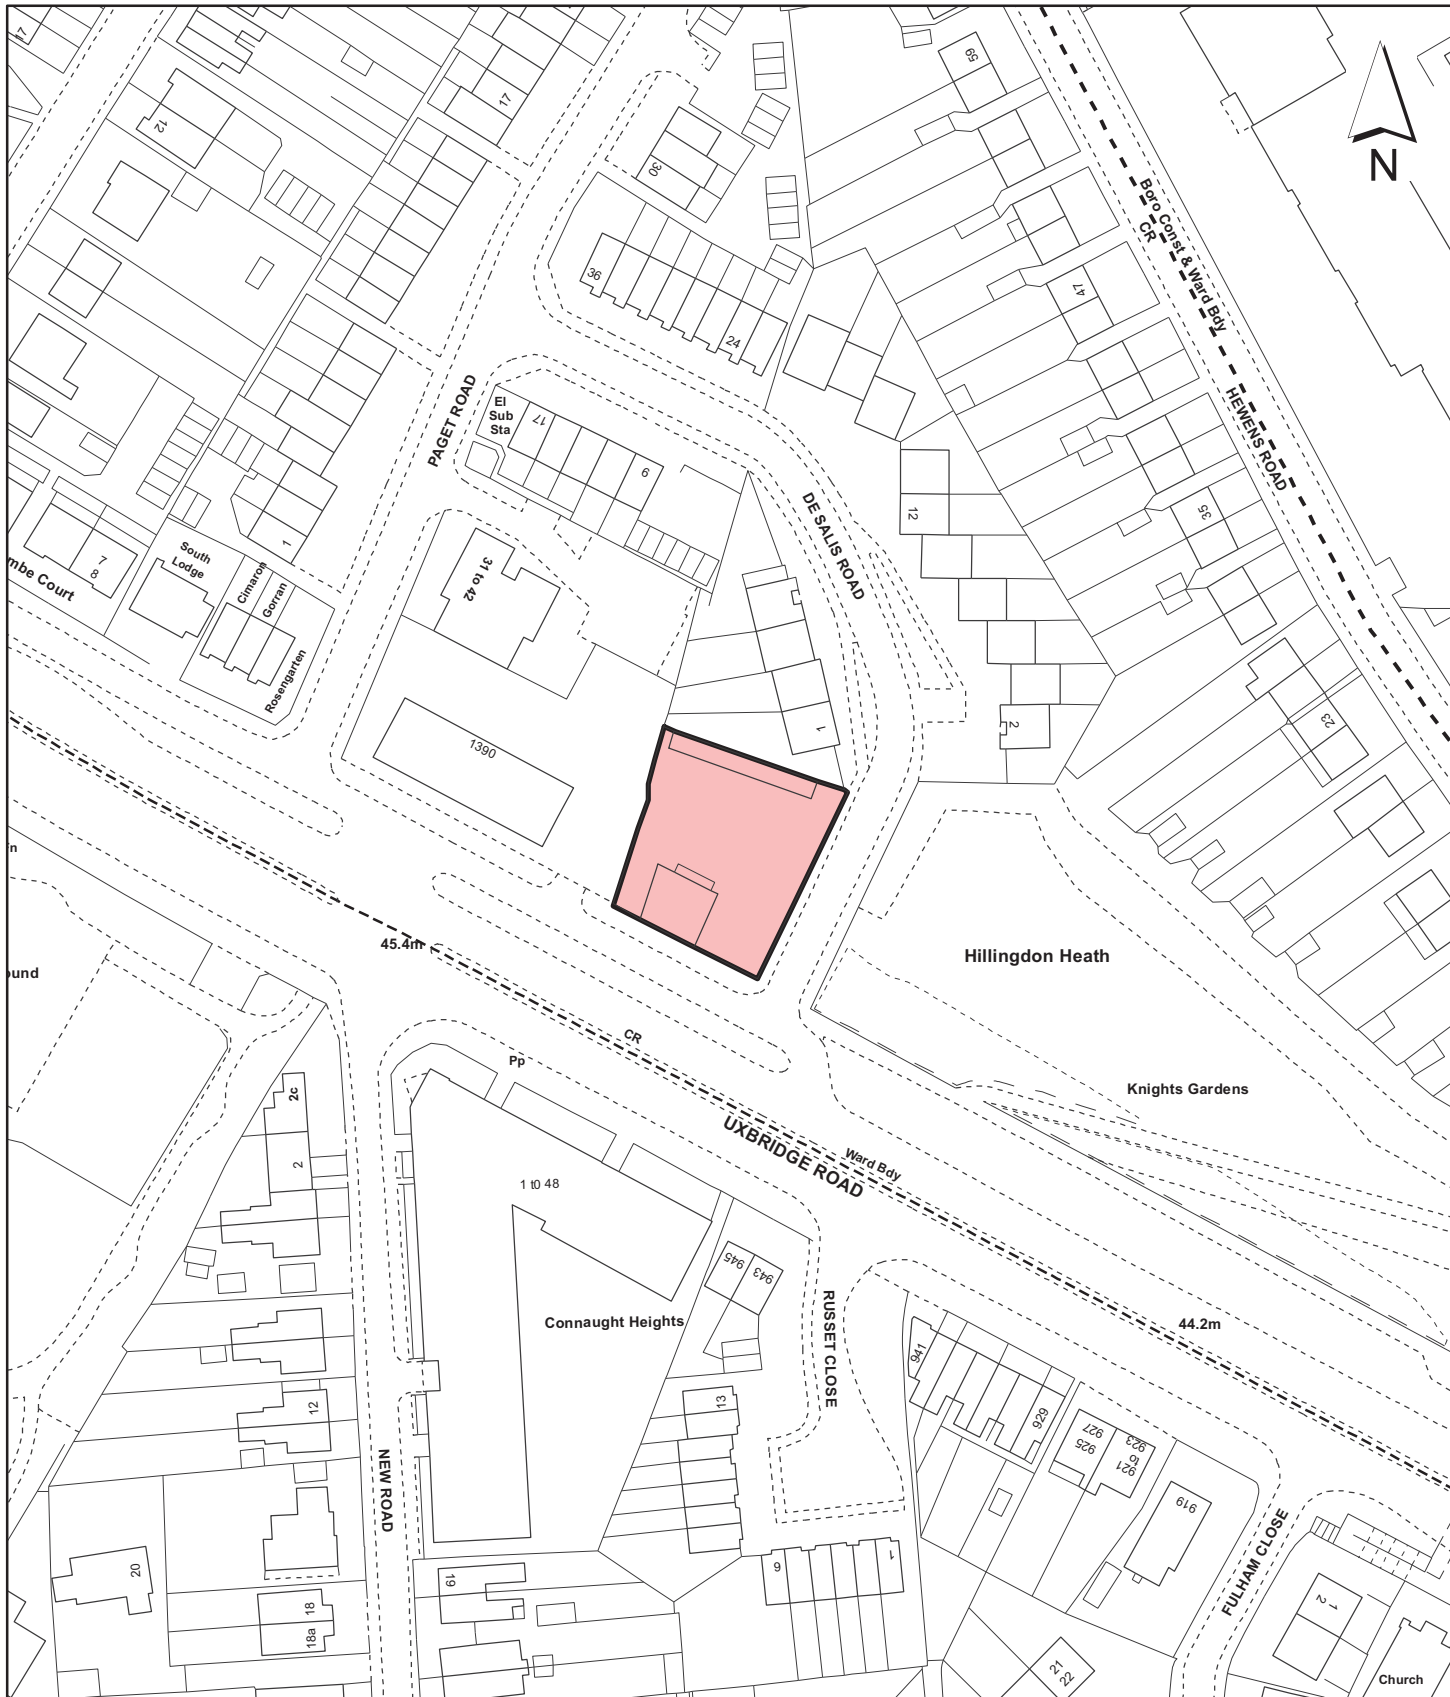 17
59
17
12
30
N
Boro Const & Ward Bdy
CR
36
47
24
PAGET ROAD
El
Sub
Sta
17
9
HEWENS ROAD
DE SALIS ROAD
12
35
1
South
Lodge
7
8
mbe Court
Cimaron
Gorran
31 to 42
Rosengarten
1
2
23
1390
45.4m
ound
Hillingdon Heath
CR
Pp
Knights Gardens
UXBRIDGE ROAD
Ward Bdy
2c
2
1 to 48
945
943
RUSSET CLOSE
Connaught Heights
44.2m
941
929
13
12
927
925
923
to
921
919
NEW ROAD
FULHAM CLOSE
20
19
6
1
18
18a
1
2
21
22
Church